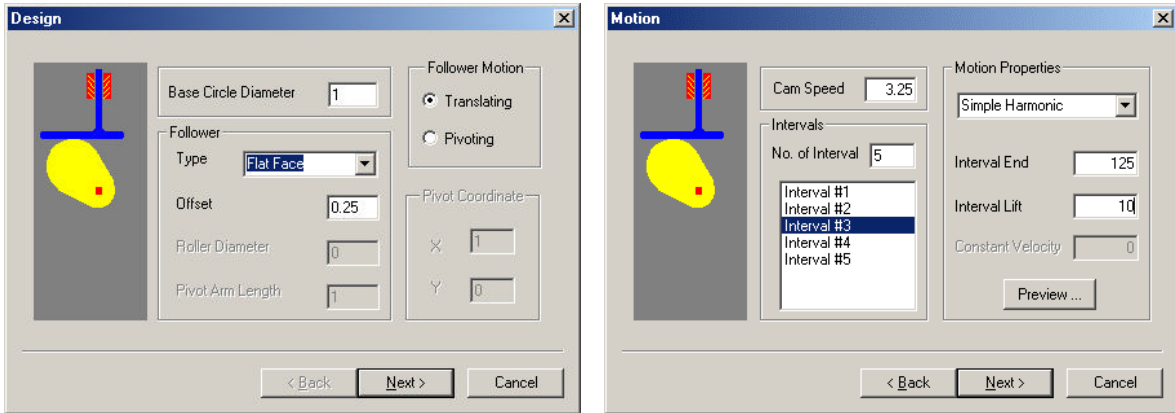 Design
Base Circle Diameter 1
Follower
Type Flat Face
Offset 0.25
Roller Diameter 0
Pivot Arm Length 1
Follower Motion
Translating
Pivoting
Pivot Coordinate
X 1
Y 0
< Back Next > Cancel
Motion
Cam Speed 3.25
Intervals
No. of Interval 5
Interval #1
Interval #2
Interval #3
Interval #4
Interval #5
Motion Properties
Simple Harmonic
Interval End 125
Interval Lift 10
Constant Velocity 0
Preview ...
< Back Next > Cancel